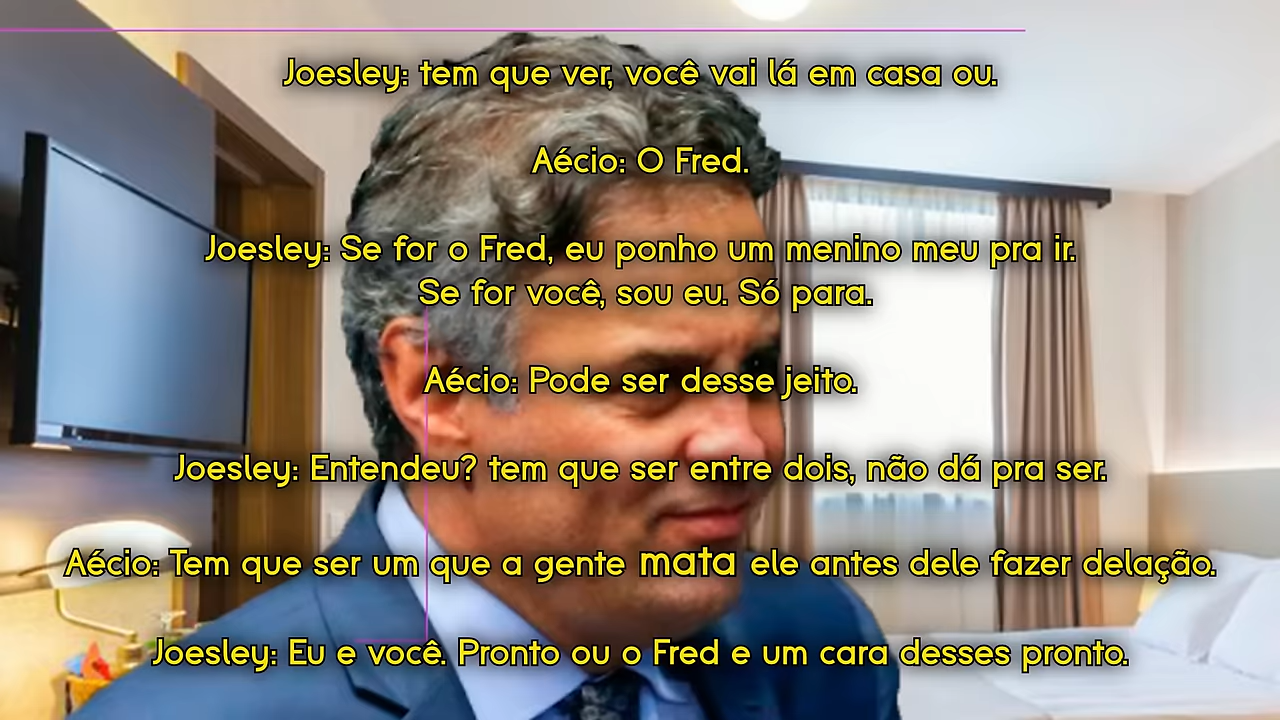 Joesley: tem que ver, você vai lá em casa ou.
Aécio: O Fred.
Joesley: Se for o Fred, eu ponho um menino meu pra ir.
Se for você, sou eu. Só para.
Aécio: Pode ser desse jeito.
Joesley: Entendeu? tem que ser entre dois, não dá pra ser.
Aécio: Tem que ser um que a gente mata ele antes dele fazer delação.
Joesley: Eu e você. Pronto ou o Fred e um cara desses pronto.